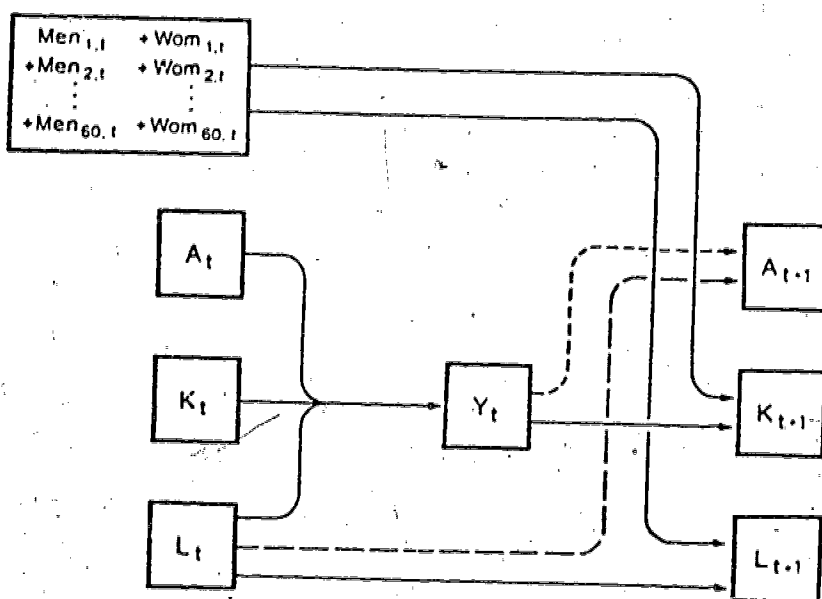 Men₁,ₜ + Wom₁,ₜ
+Men₂,ₜ + Wom₂,ₜ
⋮ ⋮
+Men₆₀,ₜ + Wom₆₀,ₜ
Aₜ
Aₜ₊₁
Kₜ
Yₜ
Kₜ₊₁
Lₜ
Lₜ₊₁